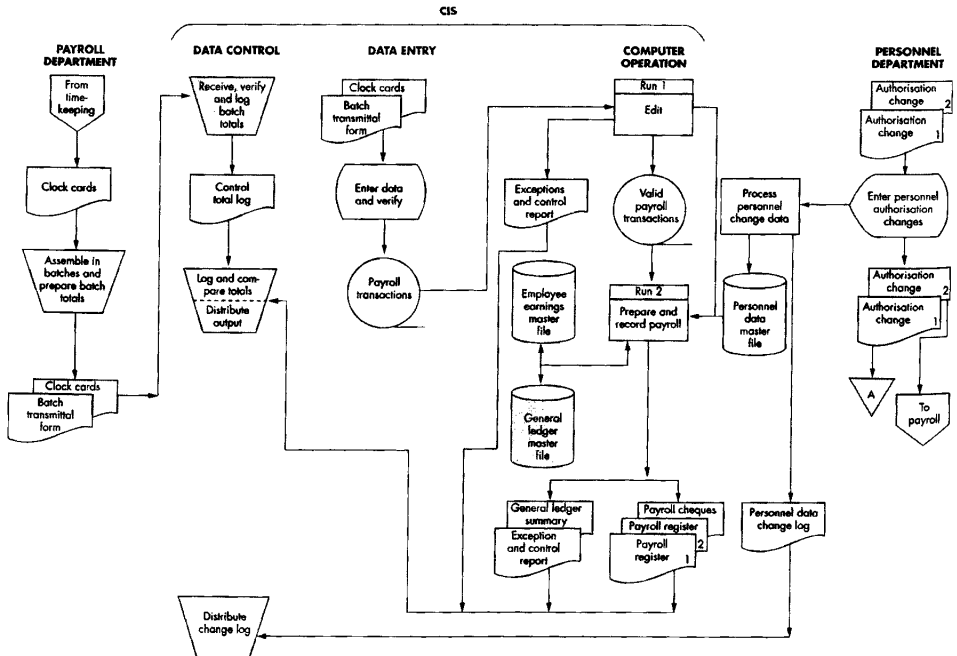 CIS
PAYROLL
DEPARTMENT
From
time-
keeping
Clock cards
Assemble in
batches and
prepare batch
totals
Clock cards
Batch
transmittal
form
DATA CONTROL
Receive, verify
and log
batch
totals
Control
total log
Log and com-
pare totals
Distribute
output
Distribute
change log
DATA ENTRY
Clock cards
Batch
transmittal
form
Enter data
and verify
Payroll
transactions
COMPUTER
OPERATION
Run 1
Edit
Exceptions
and control
report
Valid
payroll
transactions
Employee
earnings
master
file
Run 2
Prepare and
record payroll
General
ledger
master
file
General ledger
summary
Exception
and control
report
Payroll cheques
Payroll register
2
Payroll
register
1
Process
personnel
change data
Personnel
data
master
file
Personnel data
change log
PERSONNEL
DEPARTMENT
Authorisation
change
2
Authorisation
change
1
Enter personnel
authorisation
changes
Authorisation
change
2
Authorisation
change
1
A
To
payroll